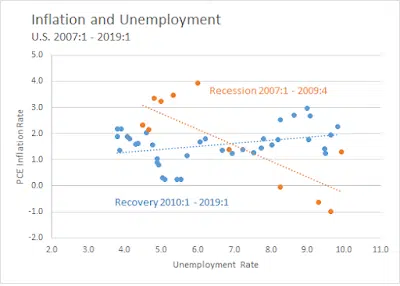 Inflation and Unemployment
U.S. 2007:1 - 2019:1
5.0
4.0
3.0
2.0
1.0
0.0
-1.0
-2.0
PCE Inflation Rate
Recession 2007:1 - 2009:4
Recovery 2010:1 - 2019:1
2.0 3.0 4.0 5.0 6.0 7.0 8.0 9.0 10.0 11.0
Unemployment Rate